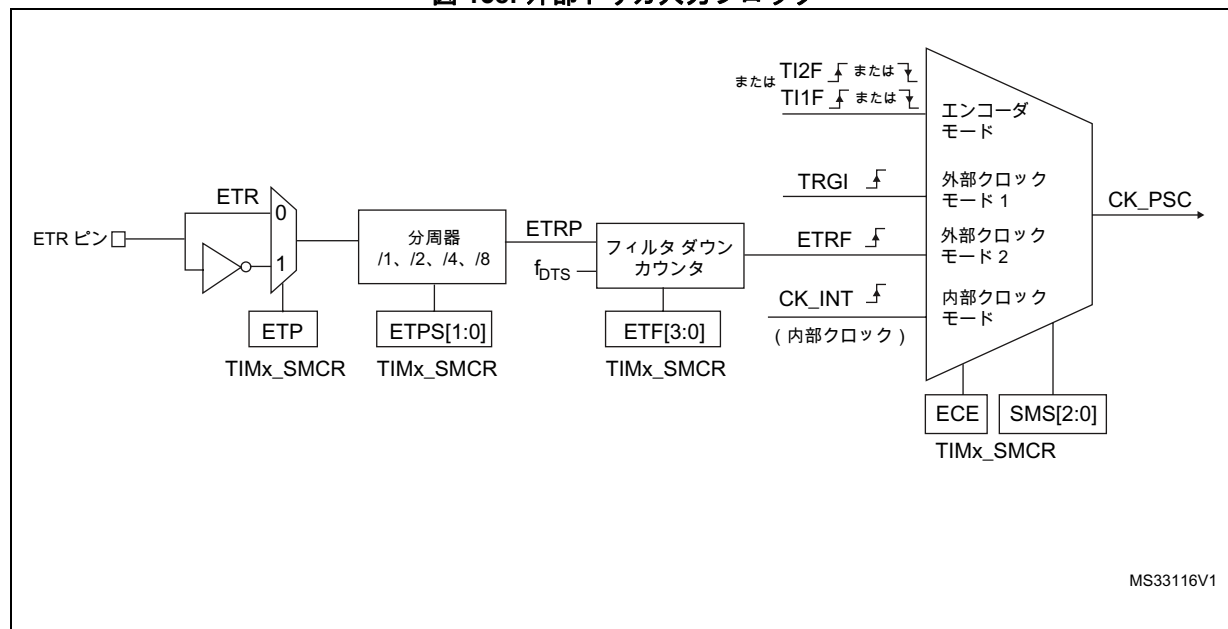 または TI2F または
TI1F または
エンコーダ
モード
TRGI
外部クロック
モード 1
CK_PSC
ETR
0
1
ETR ピン
分周器
/1、/2、/4、/8
ETRP
fDTS
フィルタ ダウン
カウンタ
ETRF
外部クロック
モード 2
CK_INT
(内部クロック)
内部クロック
モード
ETP
TIMx_SMCR
ETPS[1:0]
TIMx_SMCR
ETF[3:0]
TIMx_SMCR
ECE
SMS[2:0]
TIMx_SMCR
MS33116V1